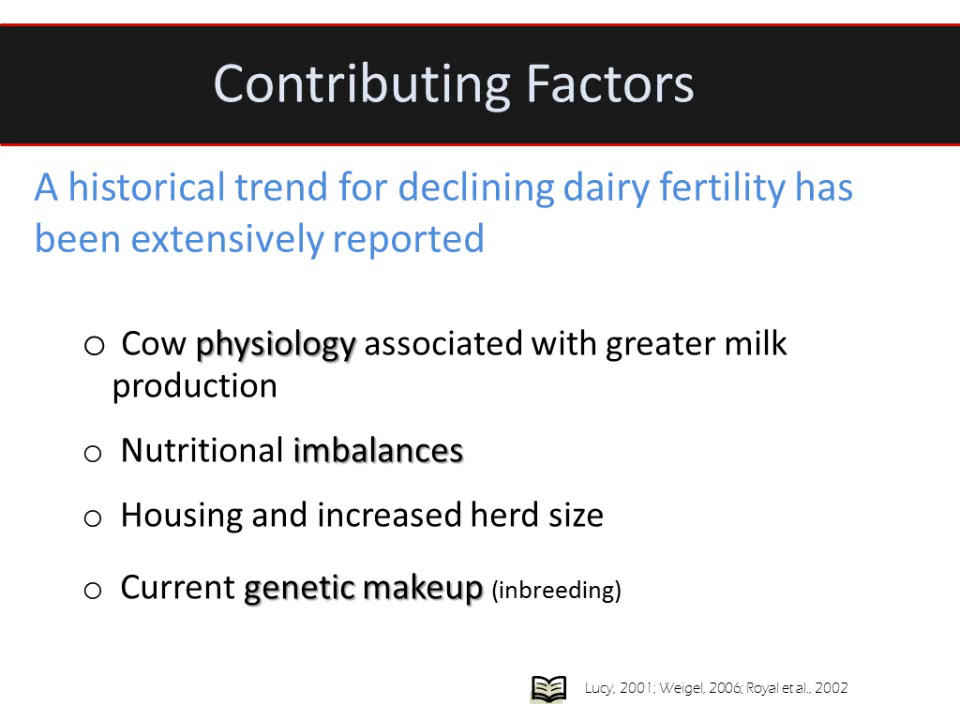 Contributing Factors
A historical trend for declining dairy fertility has
been extensively reported
o Cow physiology associated with greater milk
production
o Nutritional imbalances
o Housing and increased herd size
o Current genetic makeup (inbreeding)
Lucy, 2001; Weigel, 2006; Royal et al., 2002